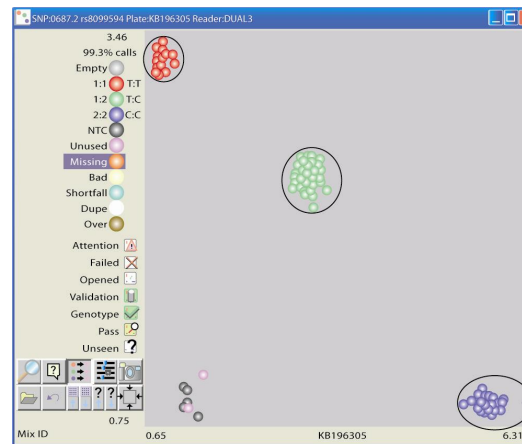 SNP:0687.2 rs8099594 Plate:KB196305 Reader:DUAL3
3.46
99.3% calls
Empty
1:1 T:T
1:2 T:C
2:2 C:C
NTC
Unused
Missing
Bad
Shortfall
Dupe
Over
Attention
Failed
Opened
Validation
Genotype
Pass
Unseen ?
?
? ?
0.75
Mix ID 0.65 KB196305 6.31